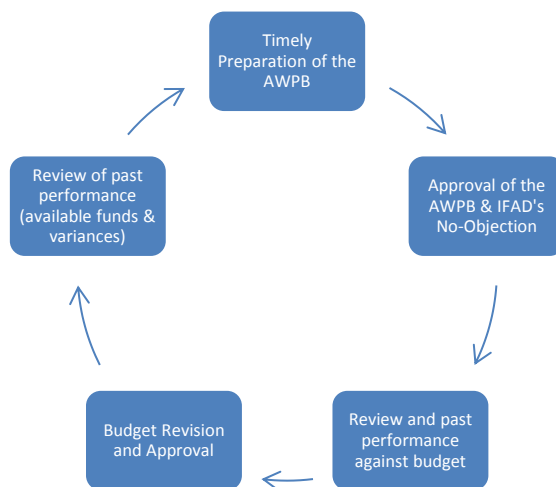 Timely
Preparation of the
AWPB
Approval of the
AWPB & IFAD's
No-Objection
Review and past
performance
against budget
Budget Revision
and Approval
Review of past
performance
(available funds &
variances)